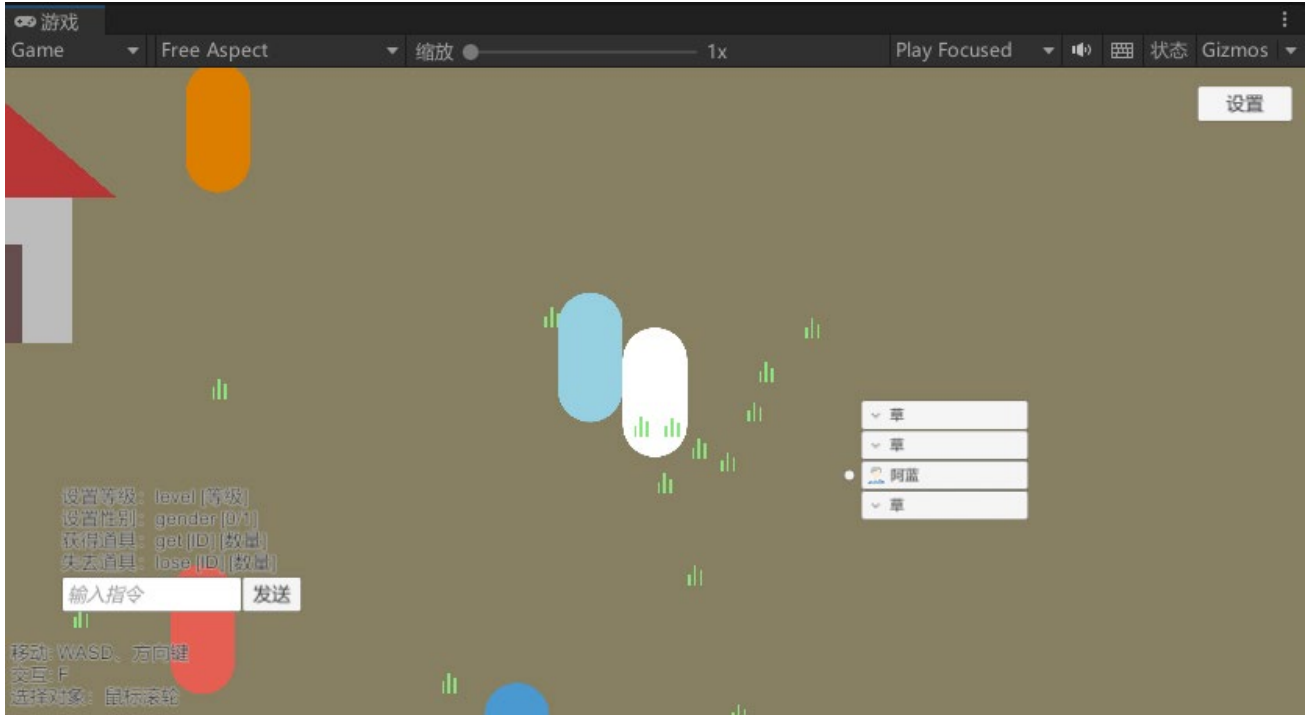 游戏
Game Free Aspect 缩放 1x Play Focused 状态 Gizmos
设置
草
草
阿蓝
草
设置等级：level [等级]
设置性别：gender [0/1]
获得道具：get [ID] [数量]
失去道具：lose [ID] [数量]
输入指令 发送
移动: WASD、方向键
交互: F
选择对象：鼠标滚轮